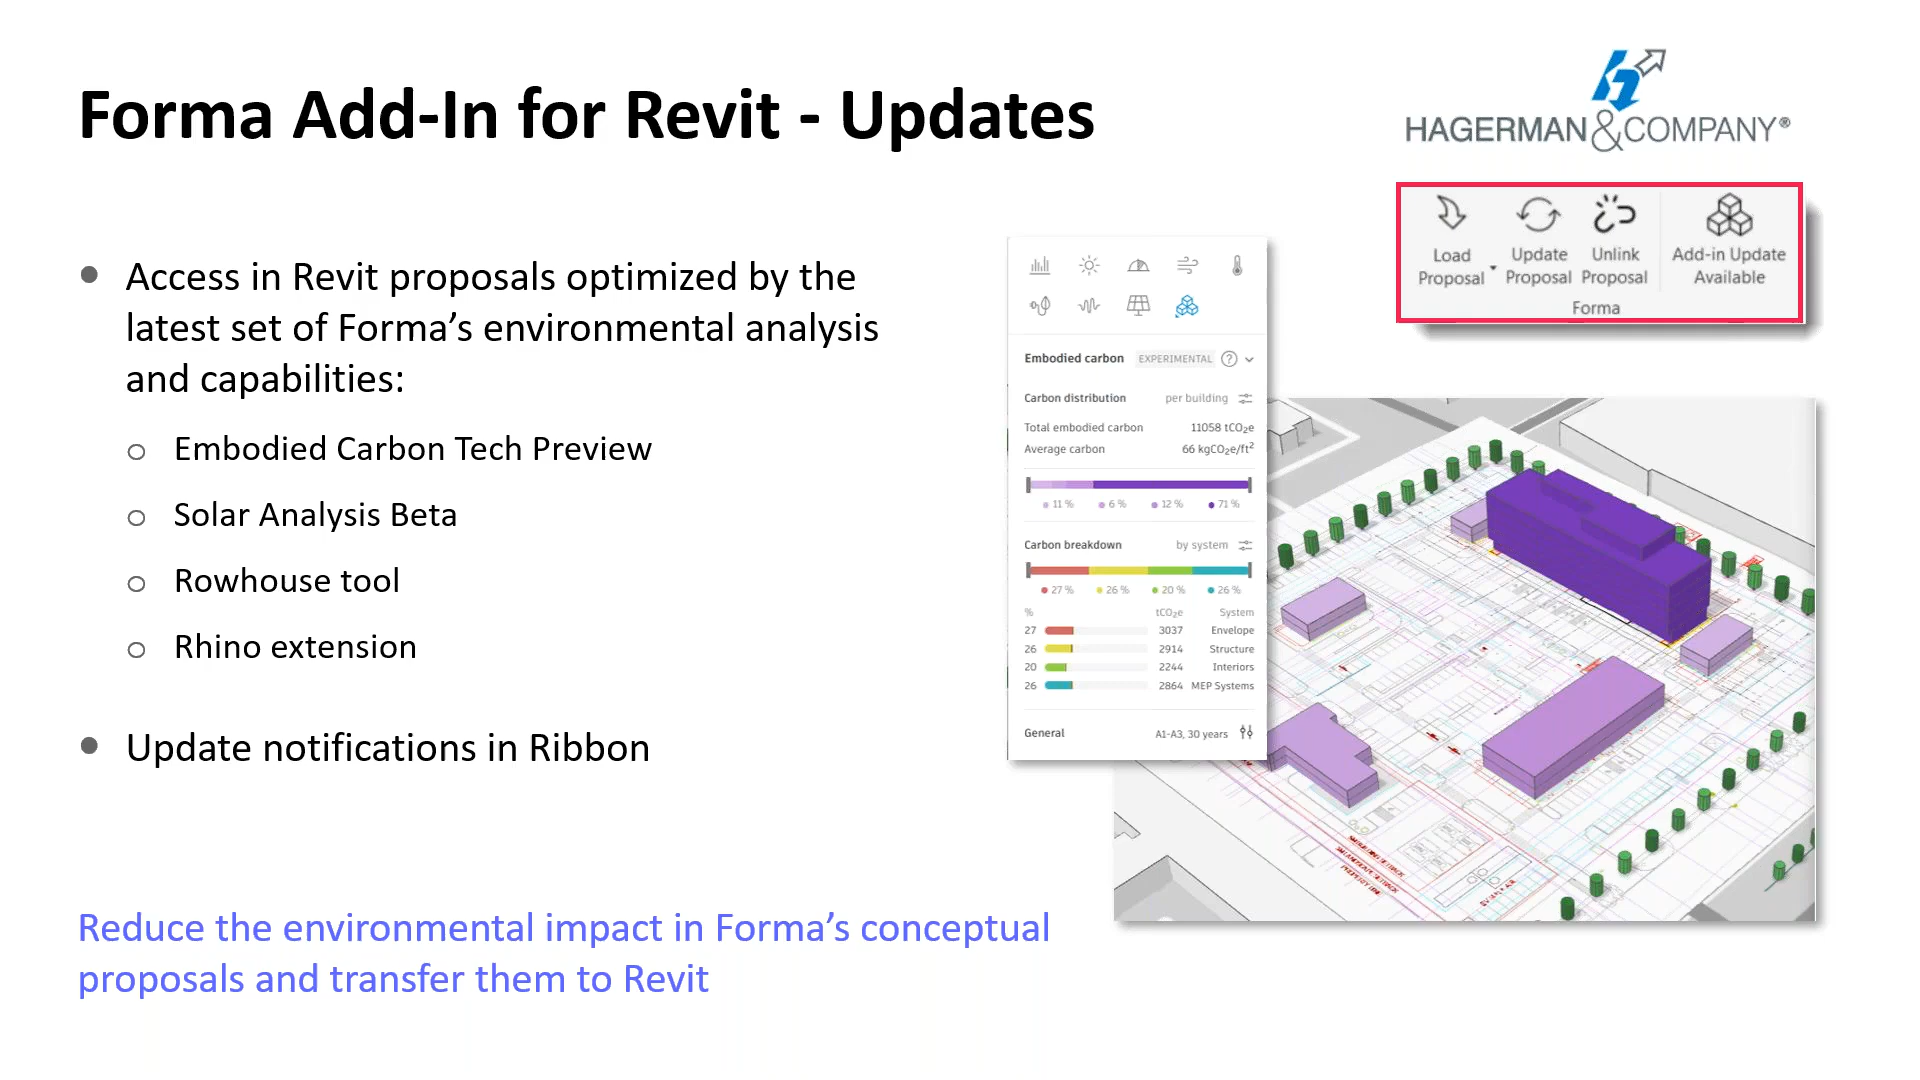 Forma Add-In for Revit - Updates
HAGERMAN&COMPANY®
Access in Revit proposals optimized by the
latest set of Forma’s environmental analysis
and capabilities:
Embodied Carbon Tech Preview
Solar Analysis Beta
Rowhouse tool
Rhino extension
Update notifications in Ribbon
Reduce the environmental impact in Forma’s conceptual
proposals and transfer them to Revit
Load Proposal
Update Proposal
Unlink Proposal
Add-in Update Available
Forma
Embodied carbon EXPERIMENTAL ?
Carbon distribution per building
Total embodied carbon 11058 tCO2e
Average carbon 66 kgCO2e/ft²
11 % 6 % 12 % 71 %
Carbon breakdown by system
27 % 26 % 20 % 26 %
% tCO2e System
27 3037 Envelope
26 2914 Structure
20 2244 Interiors
26 2864 MEP Systems
General A1-A3, 30 years